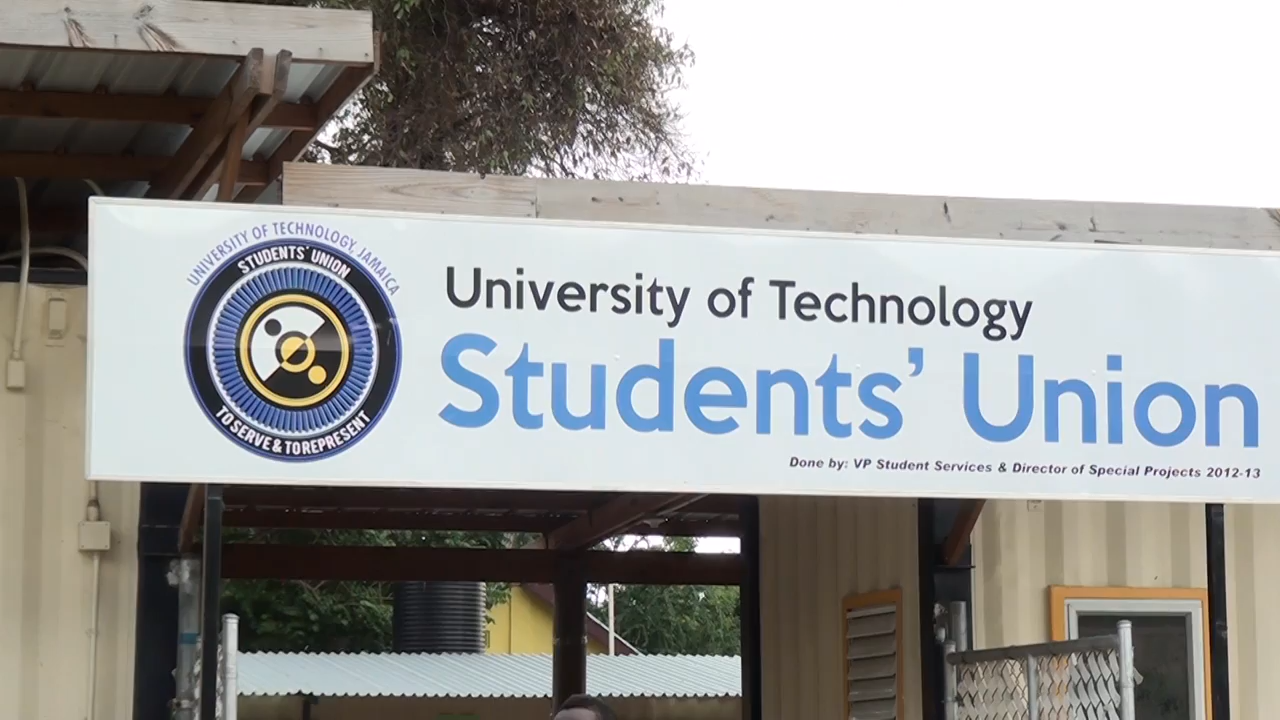 UNIVERSITY OF TECHNOLOGY, JAMAICA
STUDENTS' UNION
TO SERVE & TO REPRESENT
University of Technology
Students' Union
Done by: VP Student Services & Director of Special Projects 2012-13